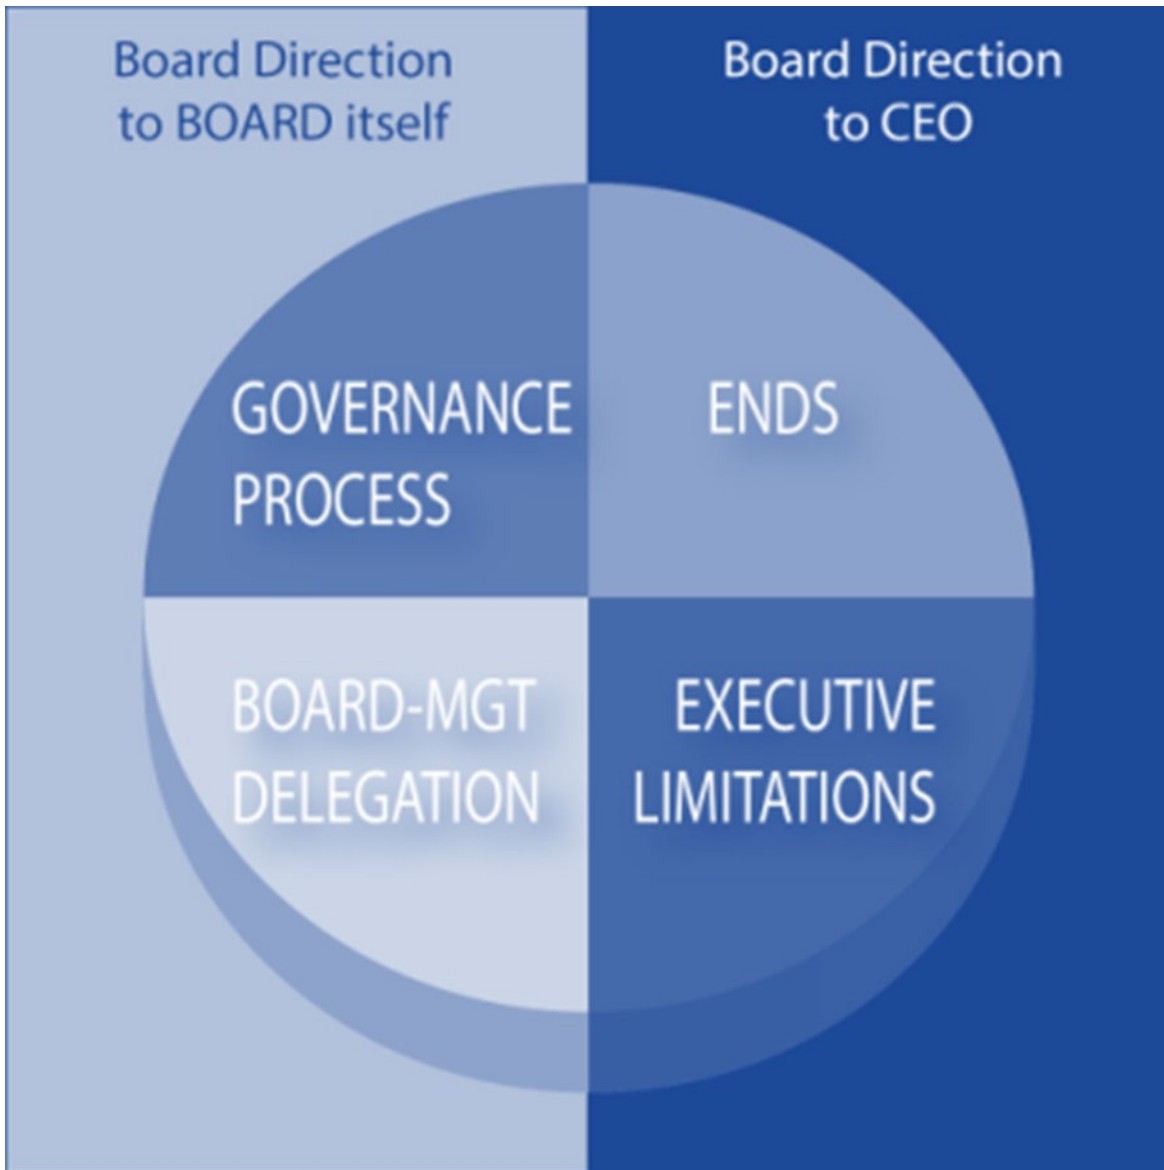 Board Direction
to BOARD itself
Board Direction
to CEO
GOVERNANCE
PROCESS
ENDS
BOARD-MGT
DELEGATION
EXECUTIVE
LIMITATIONS